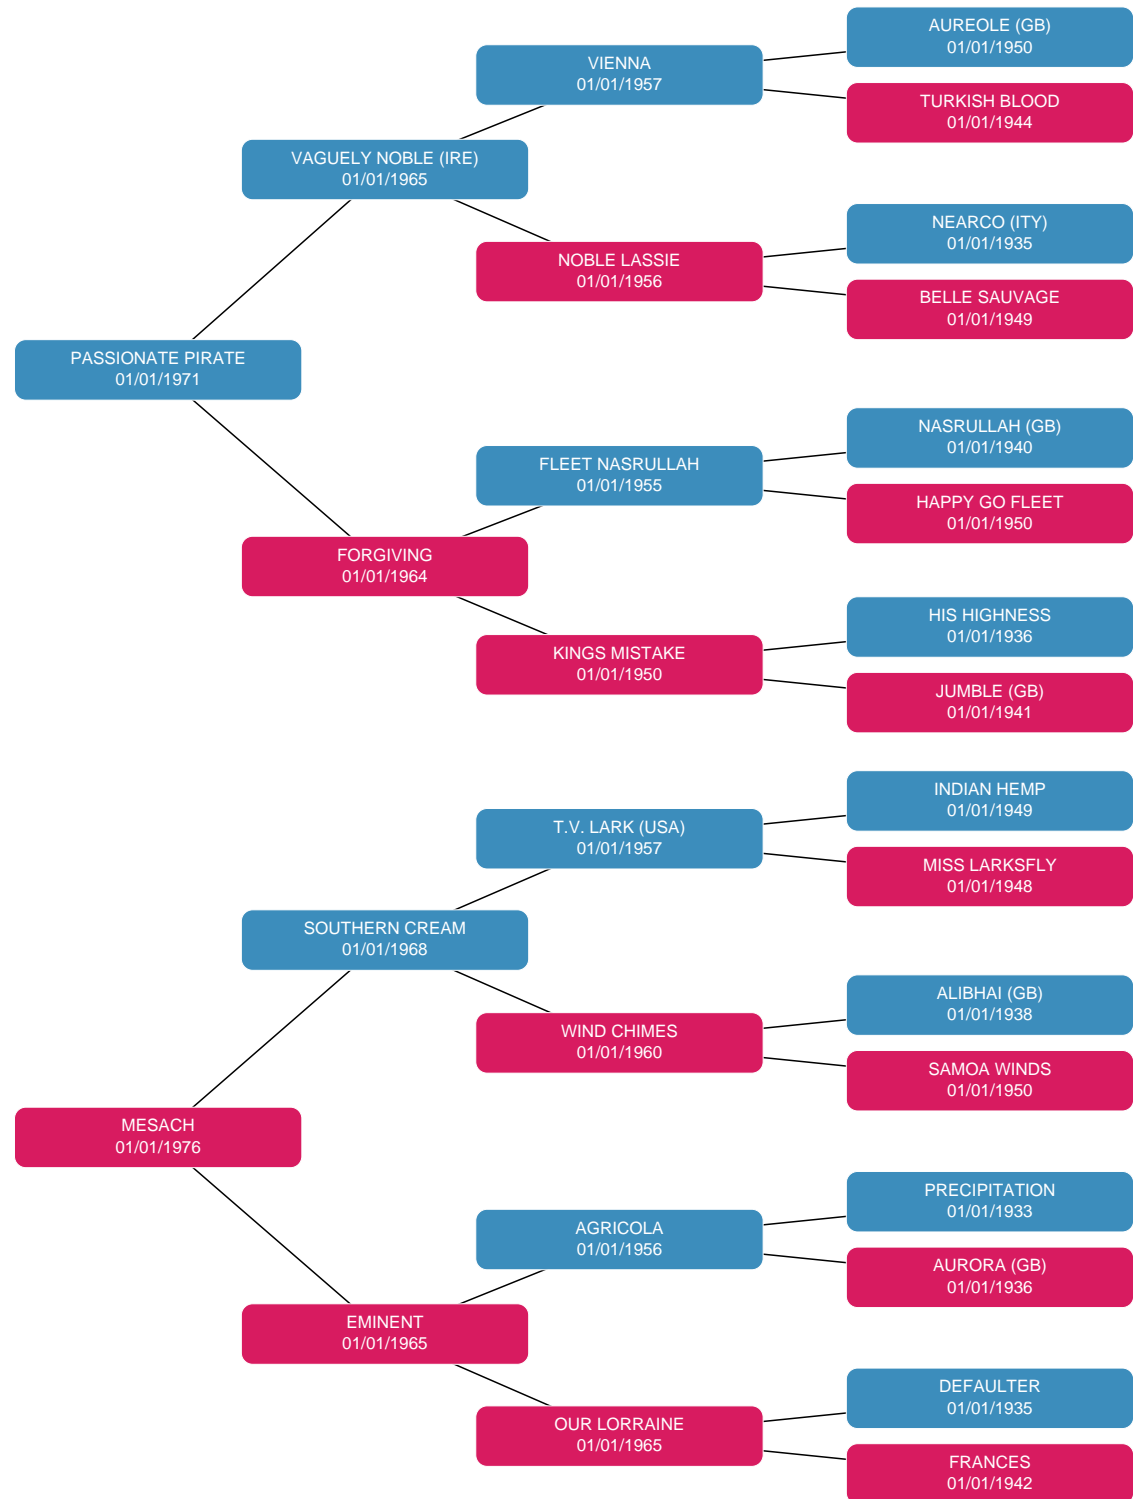 AUREOLE (GB)
01/01/1950
VIENNA
01/01/1957
TURKISH BLOOD
01/01/1944
VAGUELY NOBLE (IRE)
01/01/1965
NEARCO (ITY)
01/01/1935
NOBLE LASSIE
01/01/1956
BELLE SAUVAGE
01/01/1949
PASSIONATE PIRATE
01/01/1971
NASRULLAH (GB)
01/01/1940
FLEET NASRULLAH
01/01/1955
HAPPY GO FLEET
01/01/1950
FORGIVING
01/01/1964
HIS HIGHNESS
01/01/1936
KINGS MISTAKE
01/01/1950
JUMBLE (GB)
01/01/1941
INDIAN HEMP
01/01/1949
T.V. LARK (USA)
01/01/1957
MISS LARKSFLY
01/01/1948
SOUTHERN CREAM
01/01/1968
ALIBHAI (GB)
01/01/1938
WIND CHIMES
01/01/1960
SAMOA WINDS
01/01/1950
MESACH
01/01/1976
PRECIPITATION
01/01/1933
AGRICOLA
01/01/1956
AURORA (GB)
01/01/1936
EMINENT
01/01/1965
DEFAULTER
01/01/1935
OUR LORRAINE
01/01/1965
FRANCES
01/01/1942